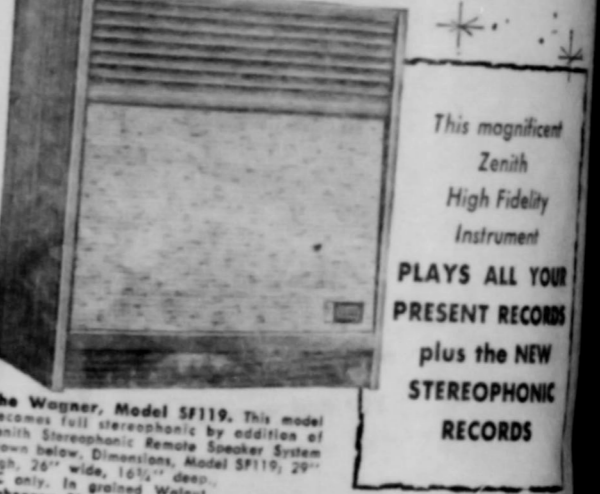 This magnificent
Zenith
High Fidelity
Instrument
PLAYS ALL YOUR
PRESENT RECORDS
plus the NEW
STEREOPHONIC
RECORDS
he Wagner, Model SF119. This model
ecomes full stereophonic by addition of
enith Stereophonic Remote Speaker System
own below. Dimensions, Model SF119; 29"
gh, 26" wide, 16¾" deep.
only. In grained